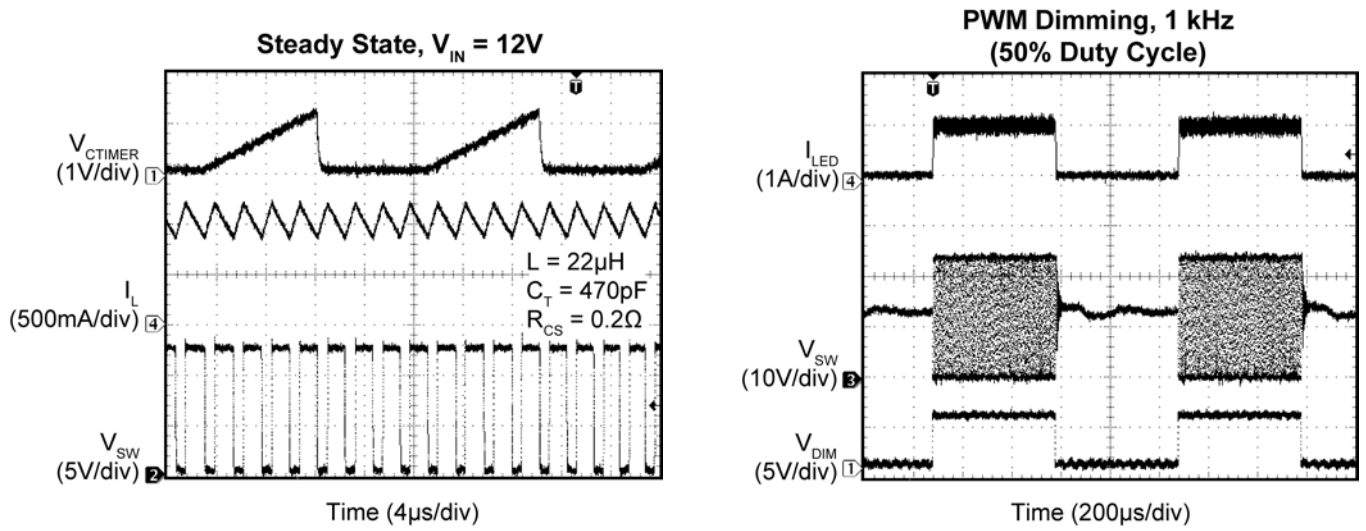 Steady State, V_IN = 12V
T
V_CTIMER
(1V/div) 1
L = 22µH
C_T = 470pF
R_CS = 0.2Ω
I_L
(500mA/div) 4
V_SW
(5V/div) 2
Time (4µs/div)
PWM Dimming, 1 kHz
(50% Duty Cycle)
T
I_LED
(1A/div) 4
V_SW
(10V/div) 3
V_DIM
(5V/div) 1
Time (200µs/div)